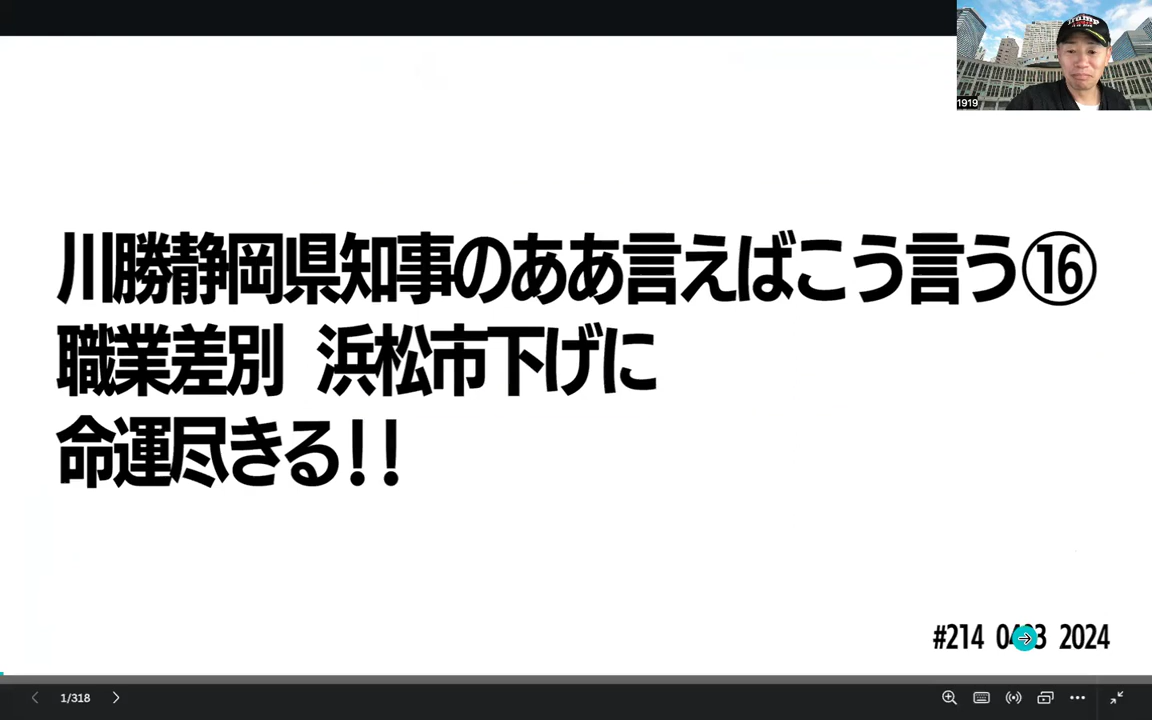 1919
川勝静岡県知事のああ言えばこう言う⑯
職業差別 浜松市下げに
命運尽きる!!
#214 0403 2024
1/318